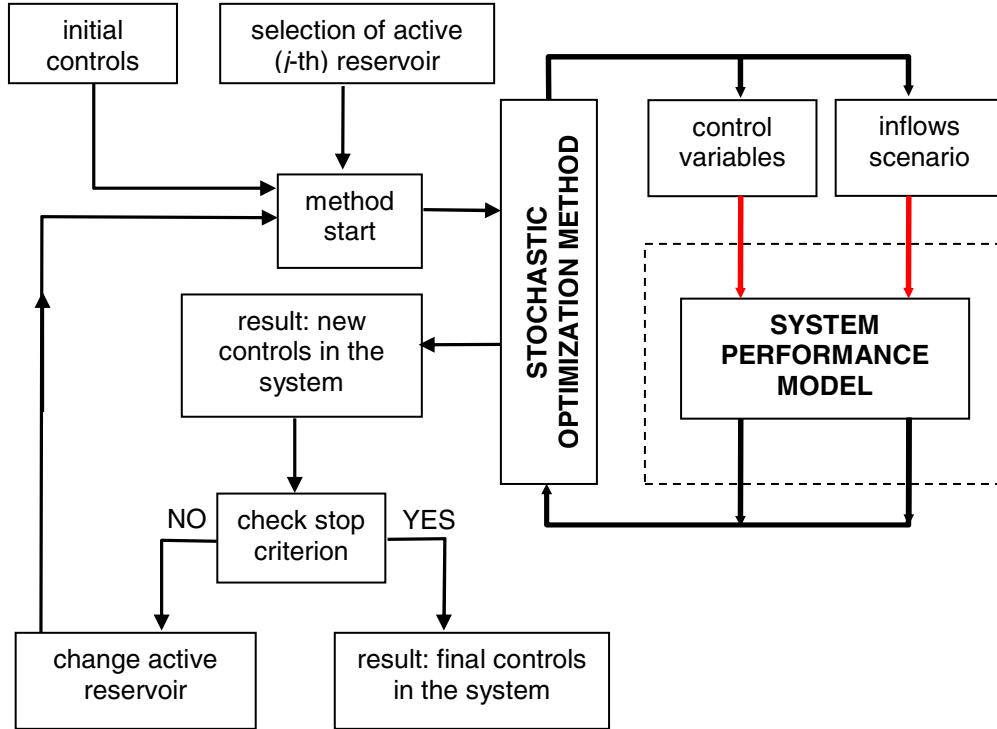 initial
controls
selection of active
(j-th) reservoir
control
variables
inflows
scenario
method
start
STOCHASTIC
OPTIMIZATION METHOD
result: new
controls in the
system
SYSTEM
PERFORMANCE
MODEL
NO
check stop
criterion
YES
change active
reservoir
result: final controls
in the system